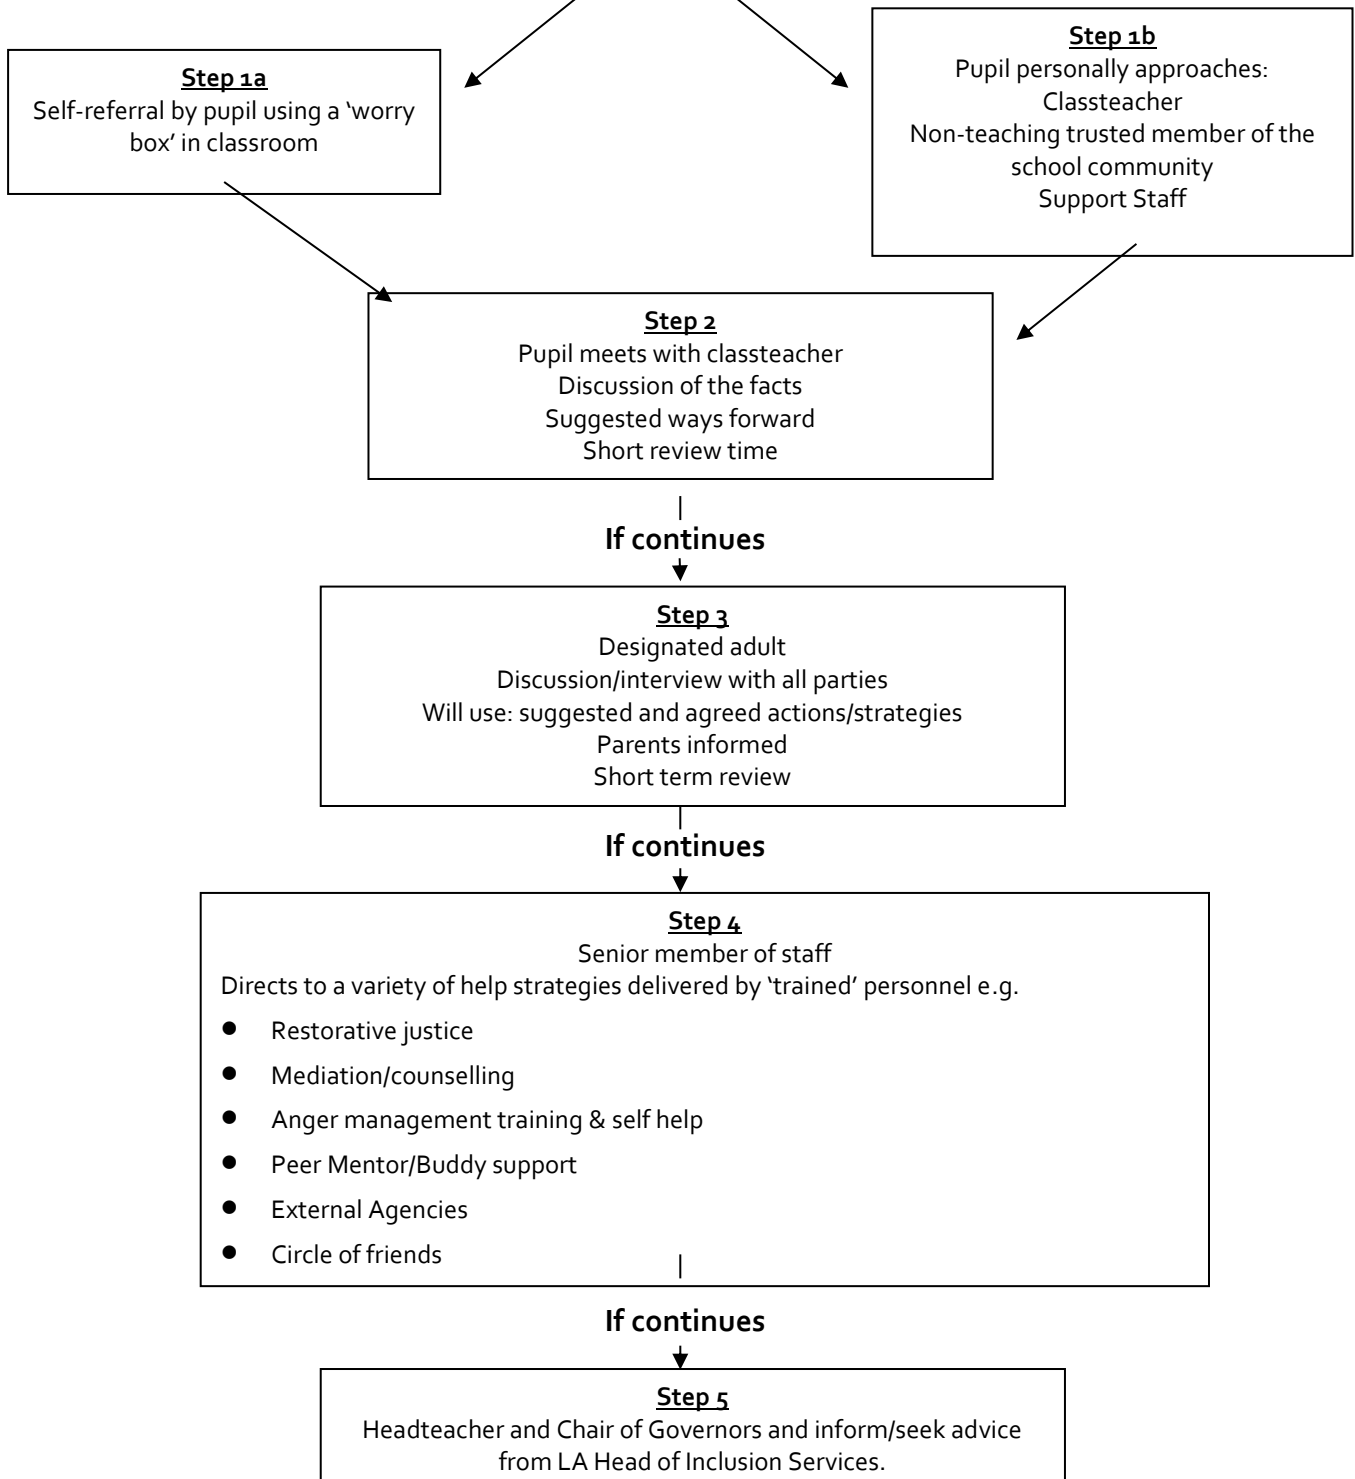 Step 1a
Self-referral by pupil using a ‘worry
box’ in classroom
Step 1b
Pupil personally approaches:
Classteacher
Non-teaching trusted member of the
school community
Support Staff
Step 2
Pupil meets with classteacher
Discussion of the facts
Suggested ways forward
Short review time
If continues
Step 3
Designated adult
Discussion/interview with all parties
Will use: suggested and agreed actions/strategies
Parents informed
Short term review
If continues
Step 4
Senior member of staff
Directs to a variety of help strategies delivered by ‘trained’ personnel e.g.
● Restorative justice
● Mediation/counselling
● Anger management training & self help
● Peer Mentor/Buddy support
● External Agencies
● Circle of friends
If continues
Step 5
Headteacher and Chair of Governors and inform/seek advice
from LA Head of Inclusion Services.